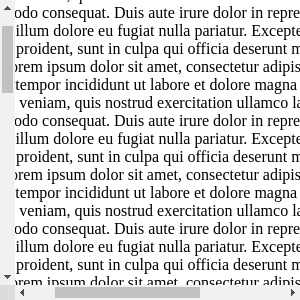 odo consequat. Duis aute irure dolor in repre
illum dolore eu fugiat nulla pariatur. Excepte
proident, sunt in culpa qui officia deserunt m
orem ipsum dolor sit amet, consectetur adipis
tempor incididunt ut labore et dolore magna
veniam, quis nostrud exercitation ullamco la
odo consequat. Duis aute irure dolor in repre
illum dolore eu fugiat nulla pariatur. Excepte
proident, sunt in culpa qui officia deserunt m
orem ipsum dolor sit amet, consectetur adipis
tempor incididunt ut labore et dolore magna
veniam, quis nostrud exercitation ullamco la
odo consequat. Duis aute irure dolor in repre
illum dolore eu fugiat nulla pariatur. Excepte
proident, sunt in culpa qui officia deserunt m
orem ipsum dolor sit amet, consectetur adipis